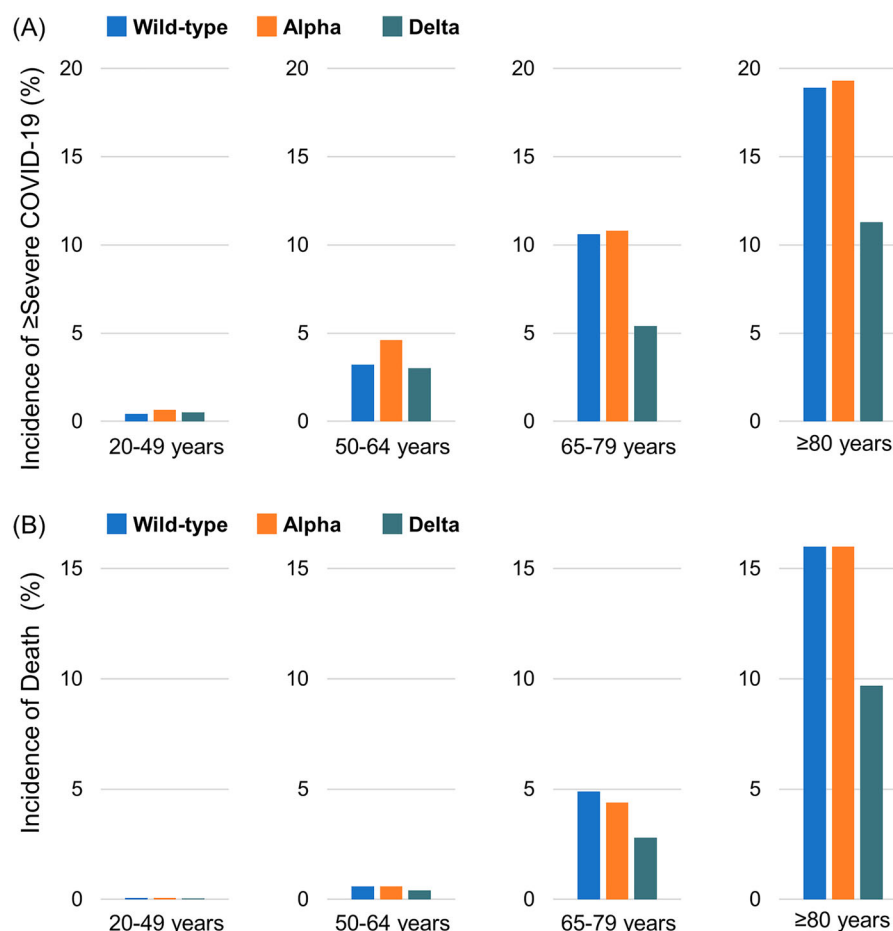 (A) Wild-type Alpha Delta
Incidence of ≥Severe COVID-19 (%)
20 20 20 20
15 15 15 15
10 10 10 10
5 5 5 5
0 0 0 0
20-49 years 50-64 years 65-79 years ≥80 years
(B) Wild-type Alpha Delta
Incidence of Death (%)
15 15 15 15
10 10 10 10
5 5 5 5
0 0 0 0
20-49 years 50-64 years 65-79 years ≥80 years